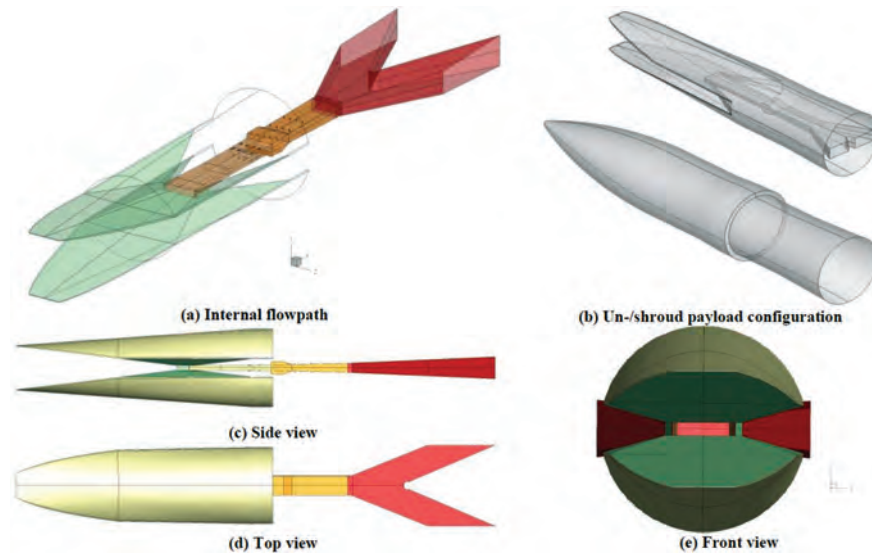 (a) Internal flowpath
(b) Un-/shroud payload configuration
(c) Side view
(d) Top view
(e) Front view